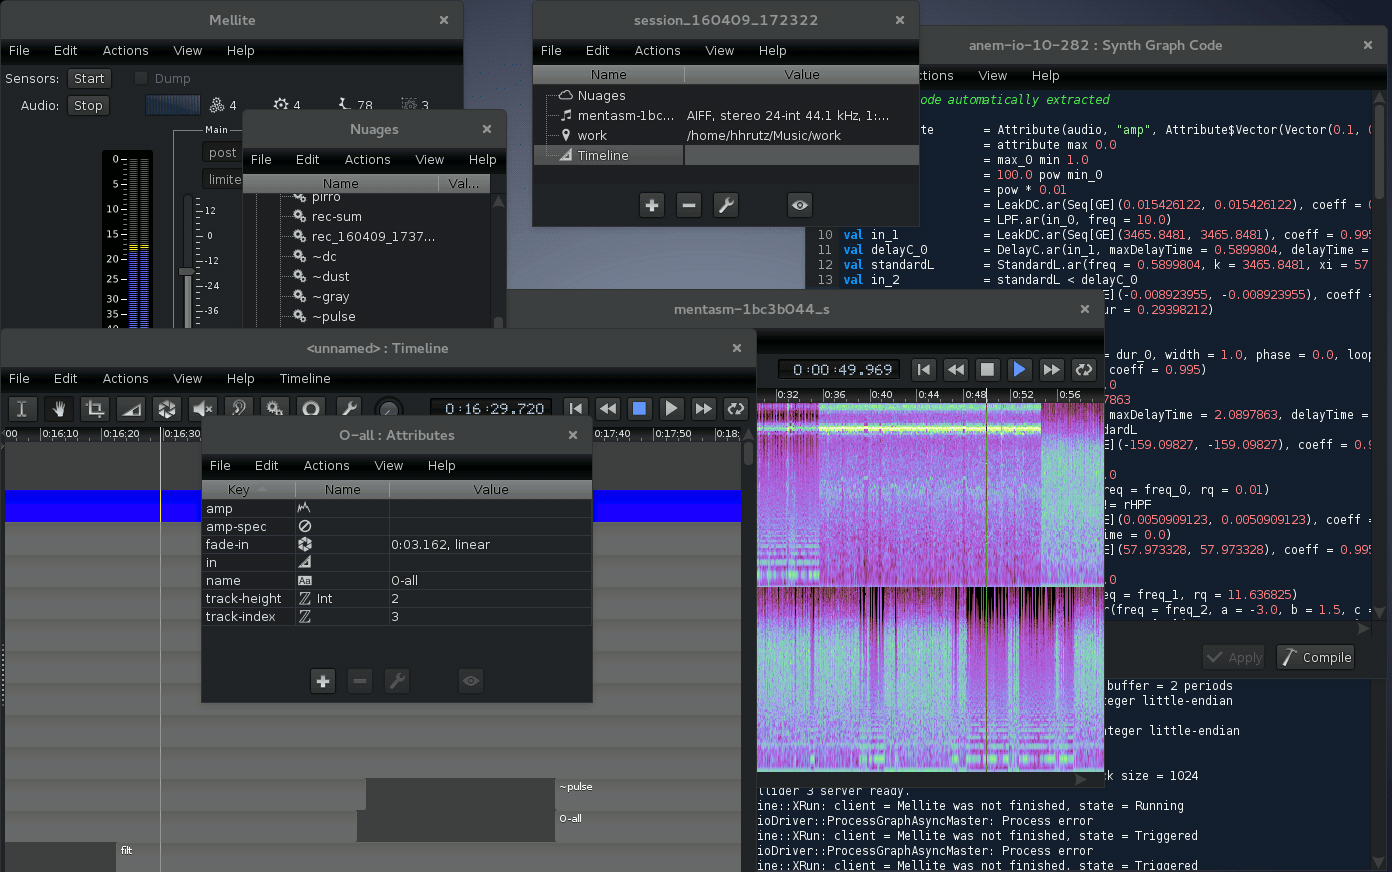 Mellite
File Edit Actions View Help
Sensors: Start Dump
Audio: Stop 4 4 78 3
Main
post
limite
0
5
10
15
20
25
30
35
40
12
0
-12
-24
-36
Nuages
File Edit Actions View Help
Name Val...
pirro
rec-sum
rec_160409_1737...
~dc
~dust
~gray
~pulse
session_160409_172322
File Edit Actions View Help
Name Value
Nuages
mentasm-1bc... AIFF, stereo 24-int 44.1 kHz, 1:...
work /home/hhrutz/Music/work
Timeline
anem-io-10-282 : Synth Graph Code
ctions View Help
ode automatically extracted
te = Attribute(audio, "amp", Attribute$Vector(Vector(0.1, 0
= attribute max 0.0
= max_0 min 1.0
= 100.0 pow min_0
= pow * 0.01
= LeakDC.ar(Seq[GE](0.015426122, 0.015426122), coeff = 0
= LPF.ar(in_0, freq = 10.0)
10 val in_1 = LeakDC.ar(Seq[GE](3465.8481, 3465.8481), coeff = 0.995
11 val delayC_0 = DelayC.ar(in_1, maxDelayTime = 0.5899804, delayTime =
12 val standardL = StandardL.ar(freq = 0.5899804, k = 3465.8481, xi = 57
13 val in_2 = standardL < delayC_0
E](-0.008923955, -0.008923955), coeff =
ur = 0.29398212)
= dur_0, width = 1.0, phase = 0.0, loop
coeff = 0.995)
.0
7863
maxDelayTime = 2.0897863, delayTime =
dardL
E](-159.09827, -159.09827), coeff = 0.9
.0
req = freq_0, rq = 0.01)
!= rHPF
E](0.0050909123, 0.0050909123), coeff =
ime = 0.0)
E](57.973328, 57.973328), coeff = 0.995
.0
eq = freq_1, rq = 11.636825)
r(freq = freq_2, a = -3.0, b = 1.5, c =
Apply Compile
buffer = 2 periods
teger little-endian
nteger little-endian
ck size = 1024
llider 3 server ready.
ine::XRun: client = Mellite was not finished, state = Running
ioDriver::ProcessGraphAsyncMaster: Process error
ine::XRun: client = Mellite was not finished, state = Triggered
ioDriver::ProcessGraphAsyncMaster: Process error
ine::XRun: client = Mellite was not finished, state = Triggered
mentasm-1bc3b044_s
0:00:49.969
0:32 0:36 0:40 0:44 0:48 0:52 0:56
<unnamed> : Timeline
File Edit Actions View Help Timeline
0:16:29.720
:00 0:16:10 0:16:20 0:16:30 0:17:40 0:17:50 0:18:
~pulse
O-all
filt
O-all : Attributes
File Edit Actions View Help
Key Name Value
amp
amp-spec
fade-in 0:03.162, linear
in
name Aa O-all
track-height Int 2
track-index 3